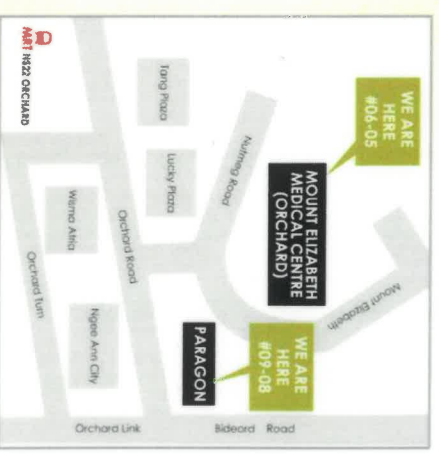 WE ARE
HERE
#06-05
MOUNT ELIZABETH
MEDICAL CENTRE
(ORCHARD)
Mount Elizabeth
WE ARE
HERE
#09-08
PARAGON
Nutmeg Road
Tang Plaza
Lucky Plaza
Orchard Road
Wisma Atria
Ngee Ann City
Orchard Turn
MRT NS22 ORCHARD
Orchard Link
Bideord Road